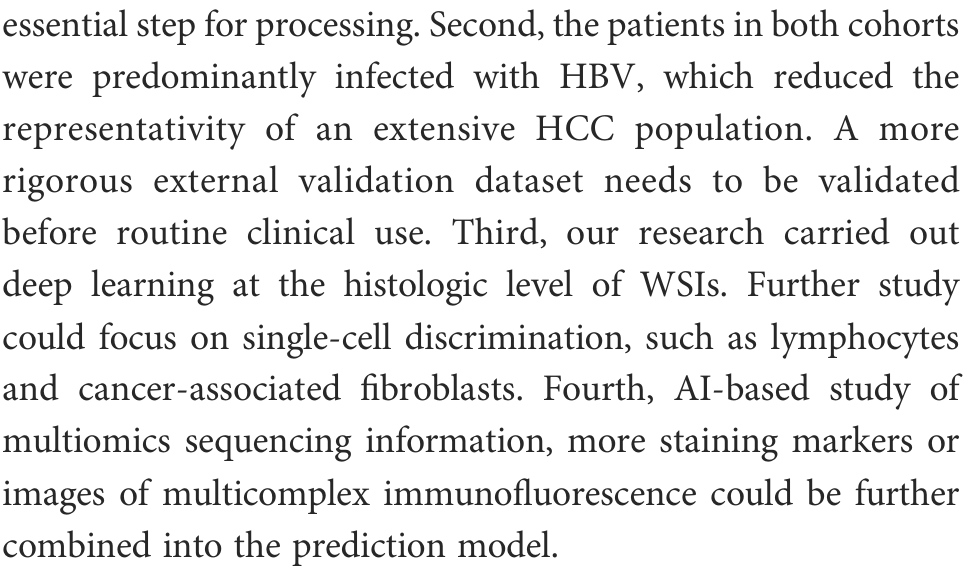 essential step for processing. Second, the patients in both cohorts
were predominantly infected with HBV, which reduced the
representativity of an extensive HCC population. A more
rigorous external validation dataset needs to be validated
before routine clinical use. Third, our research carried out
deep learning at the histologic level of WSIs. Further study
could focus on single-cell discrimination, such as lymphocytes
and cancer-associated fibroblasts. Fourth, AI-based study of
multiomics sequencing information, more staining markers or
images of multicomplex immunofluorescence could be further
combined into the prediction model.